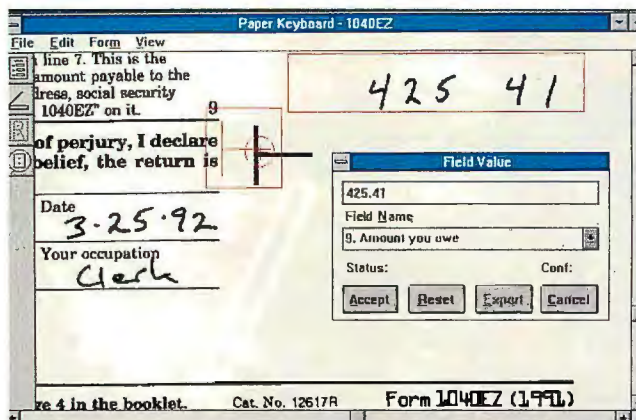 Paper Keyboard - 1040EZ
File Edit Form View
line 7. This is the
amount payable to the
dress, social security
1040EZ" on it.
9
425 41
of perjury, I declare
belief, the return is
Date
3-25-92
Your occupation
Clerk
Field Value
425.41
Field Name
9. Amount you owe
Status: Conf:
Accept Reset Export Cancel
ge 4 in the booklet. Cat. No. 12617R Form 1040EZ (1991)